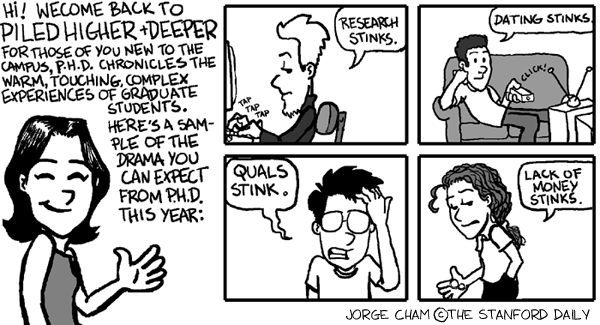 HI! WELCOME BACK TO
PILED HIGHER + DEEPER
FOR THOSE OF YOU NEW TO THE
CAMPUS, P.H.D. CHRONICLES THE
WARM, TOUCHING, COMPLEX
EXPERIENCES OF GRADUATE
STUDENTS.
HERE'S A SAM-
PLE OF THE
DRAMA YOU
CAN EXPECT
FROM P.H.D.
THIS YEAR:
RESEARCH
STINKS.
TAP
TAP
TAP
DATING STINKS.
CLICK!
QUALS
STINK.
LACK OF
MONEY
STINKS.
JORGE CHAM © THE STANFORD DAILY